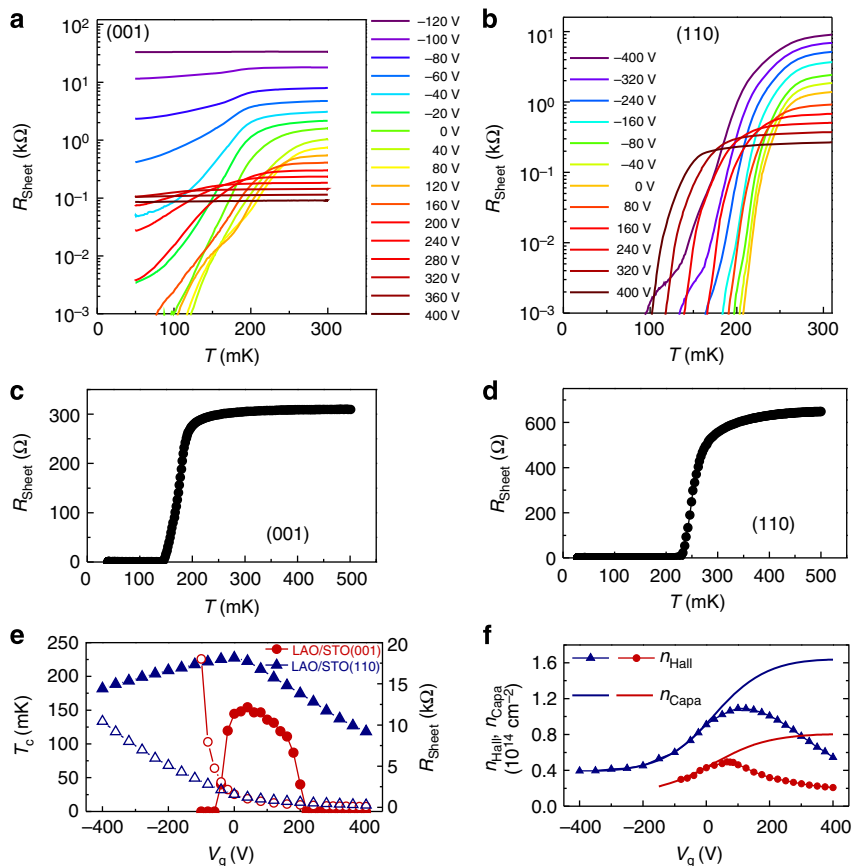 a
(001)
R_Sheet (kΩ)
10²
10¹
10⁰
10⁻¹
10⁻²
10⁻³
0
100
200
300
T (mK)
−120 V
−100 V
−80 V
−60 V
−40 V
−20 V
0 V
40 V
80 V
120 V
160 V
200 V
240 V
280 V
320 V
360 V
400 V
b
(110)
R_Sheet (kΩ)
10¹
10⁰
10⁻¹
10⁻²
10⁻³
0
100
200
300
T (mK)
−400 V
−320 V
−240 V
−160 V
−80 V
−40 V
0 V
80 V
160 V
240 V
320 V
400 V
c
R_Sheet (Ω)
300
200
100
0
(001)
0
100
200
300
400
500
T (mK)
d
R_Sheet (Ω)
600
400
200
0
(110)
0
100
200
300
400
500
T (mK)
e
T_c (mK)
250
200
150
100
50
0
LAO/STO(001)
LAO/STO(110)
20
15
10
5
0
R_Sheet (kΩ)
−400
−200
0
200
400
V_g (V)
f
n_Hall, n_Capa
(10¹⁴ cm⁻²)
1.6
1.2
0.8
0.4
0.0
n_Hall
n_Capa
−400
−200
0
200
400
V_g (V)